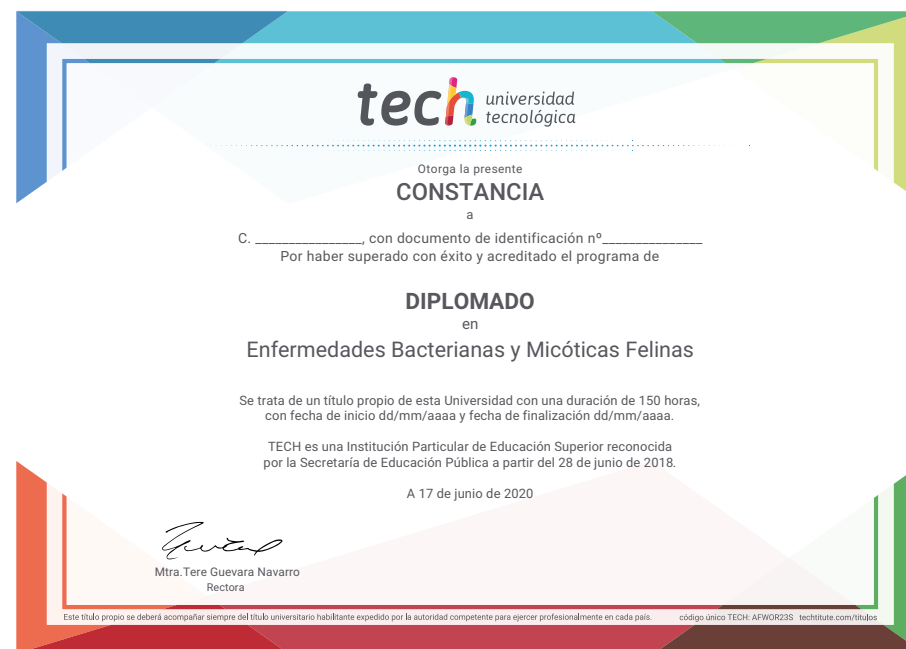 tech universidad
tecnológica
Otorga la presente
CONSTANCIA
a
C. ________________, con documento de identificación nº_______________
Por haber superado con éxito y acreditado el programa de
DIPLOMADO
en
Enfermedades Bacterianas y Micóticas Felinas
Se trata de un título propio de esta Universidad con una duración de 150 horas,
con fecha de inicio dd/mm/aaaa y fecha de finalización dd/mm/aaaa.
TECH es una Institución Particular de Educación Superior reconocida
por la Secretaría de Educación Pública a partir del 28 de junio de 2018.
A 17 de junio de 2020
Mtra.Tere Guevara Navarro
Rectora
Este título propio se deberá acompañar siempre del título universitario habilitante expedido por la autoridad competente para ejercer profesionalmente en cada país. código único TECH: AFWOR23S techtitute.com/titulos